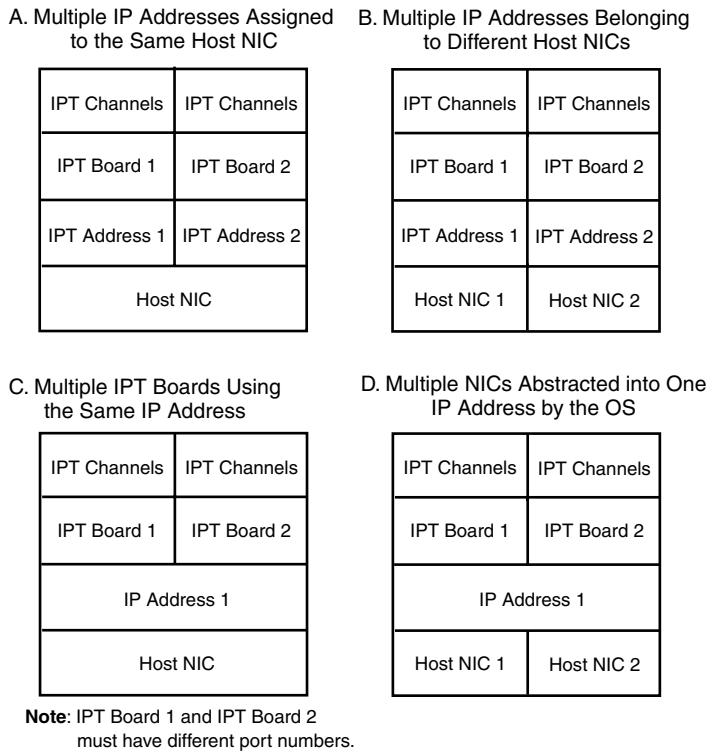 A. Multiple IP Addresses Assigned
to the Same Host NIC
IPT Channels
IPT Channels
IPT Board 1
IPT Board 2
IPT Address 1
IPT Address 2
Host NIC
B. Multiple IP Addresses Belonging
to Different Host NICs
IPT Channels
IPT Channels
IPT Board 1
IPT Board 2
IPT Address 1
IPT Address 2
Host NIC 1
Host NIC 2
C. Multiple IPT Boards Using
the Same IP Address
IPT Channels
IPT Channels
IPT Board 1
IPT Board 2
IP Address 1
Host NIC
Note: IPT Board 1 and IPT Board 2
must have different port numbers.
D. Multiple NICs Abstracted into One
IP Address by the OS
IPT Channels
IPT Channels
IPT Board 1
IPT Board 2
IP Address 1
Host NIC 1
Host NIC 2